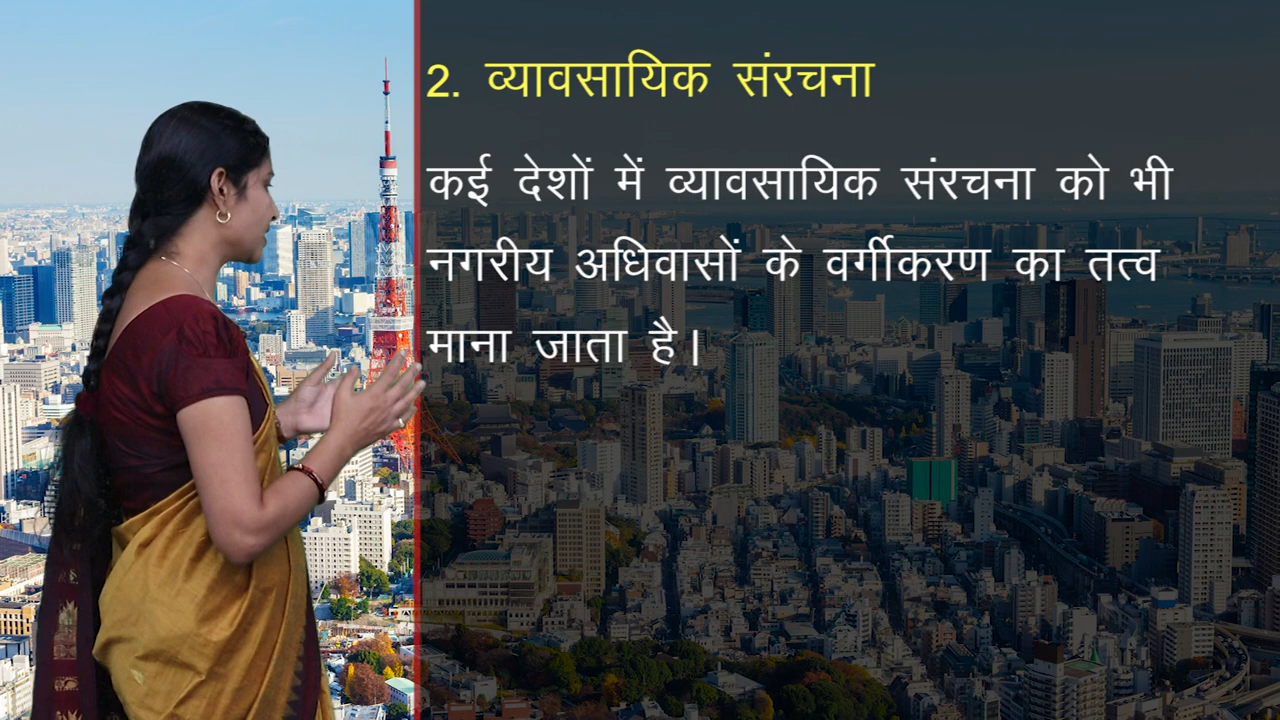 2. व्यावसायिक संरचना
कई देशों में व्यावसायिक संरचना को भी
नगरीय अधिवासों के वर्गीकरण का तत्व
माना जाता है।